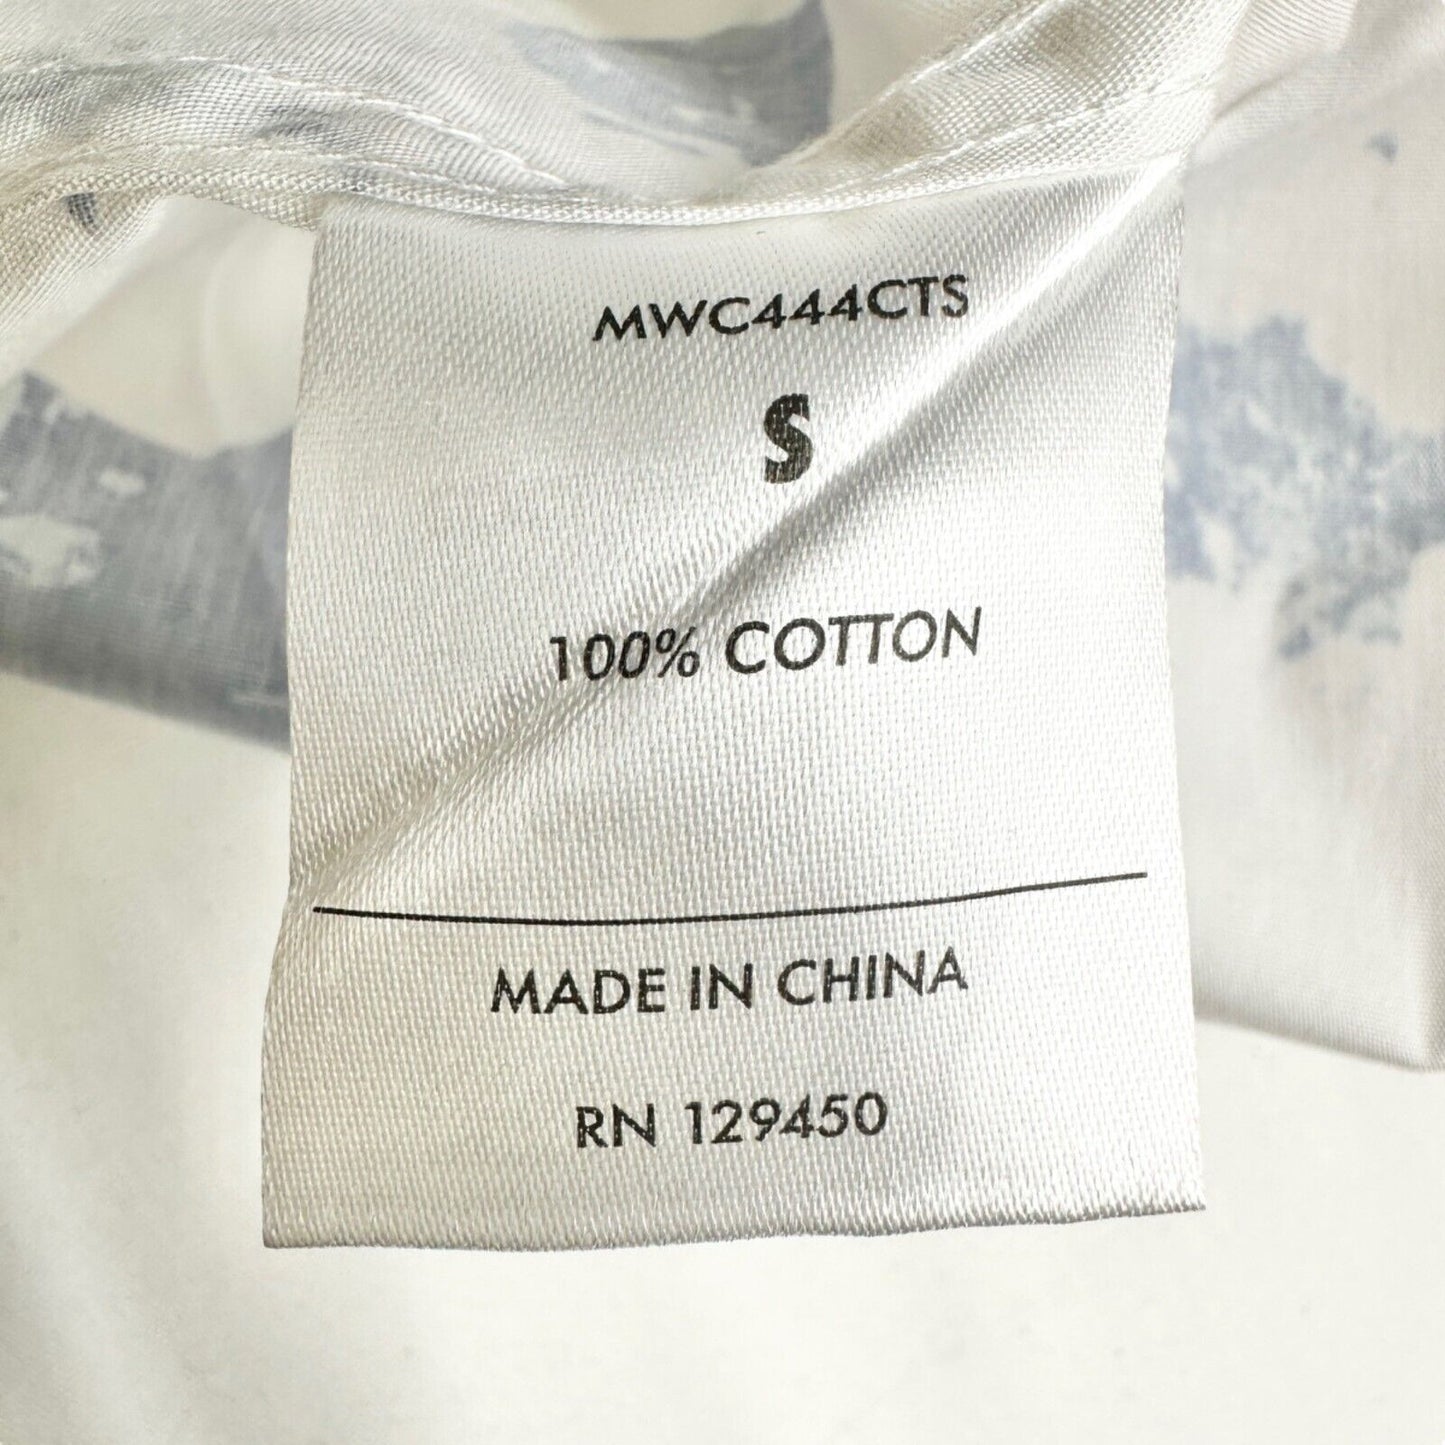 MWC444CTS
S
100% COTTON
MADE IN CHINA
RN 129450